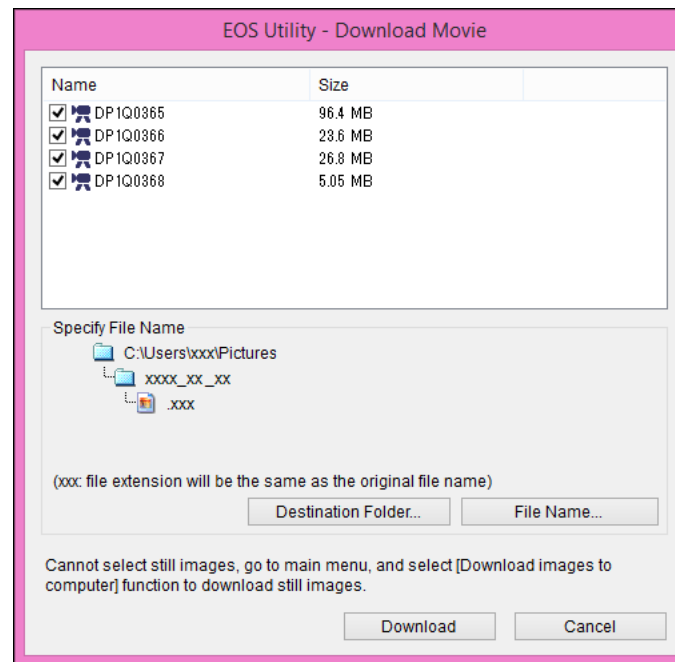 EOS Utility - Download Movie
Name Size
DP1Q0365 96.4 MB
DP1Q0366 23.6 MB
DP1Q0367 26.8 MB
DP1Q0368 5.05 MB
Specify File Name
C:\Users\xxx\Pictures
xxxx_xx_xx
.xxx
(xxx: file extension will be the same as the original file name)
Destination Folder... File Name...
Cannot select still images, go to main menu, and select [Download images to
computer] function to download still images.
Download Cancel